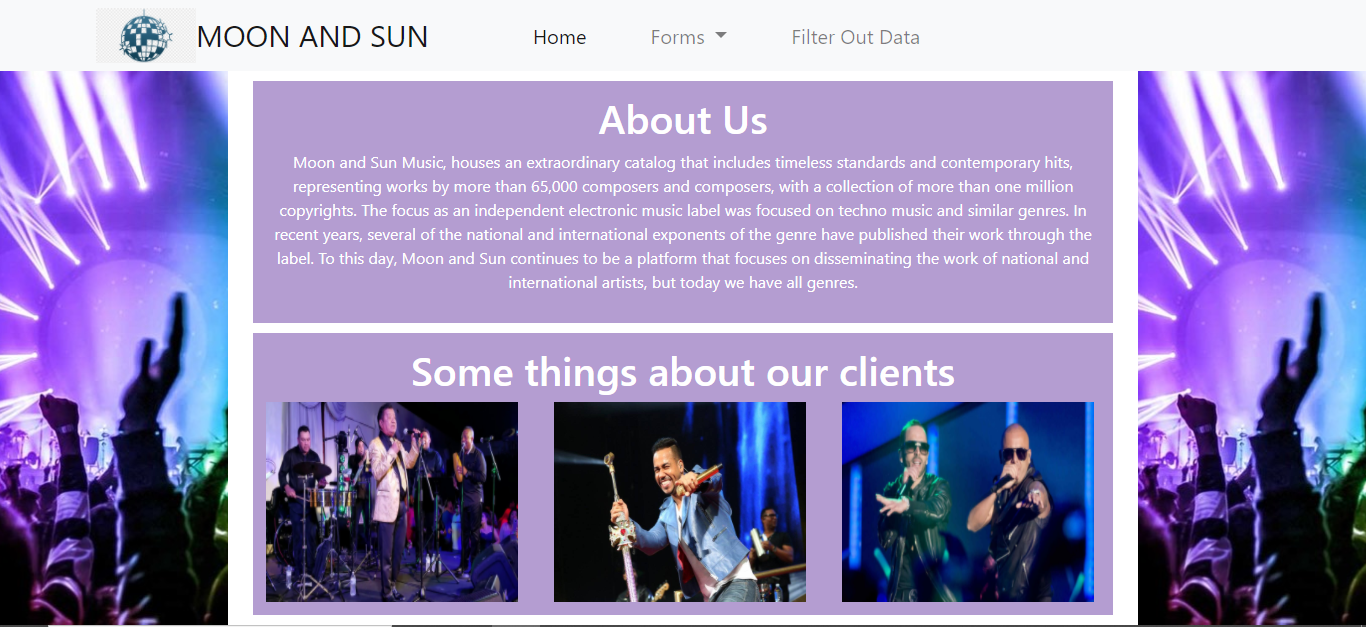 MOON AND SUN
Home
Forms
Filter Out Data
About Us
Moon and Sun Music, houses an extraordinary catalog that includes timeless standards and contemporary hits,
representing works by more than 65,000 composers and composers, with a collection of more than one million
copyrights. The focus as an independent electronic music label was focused on techno music and similar genres. In
recent years, several of the national and international exponents of the genre have published their work through the
label. To this day, Moon and Sun continues to be a platform that focuses on disseminating the work of national and
international artists, but today we have all genres.
Some things about our clients